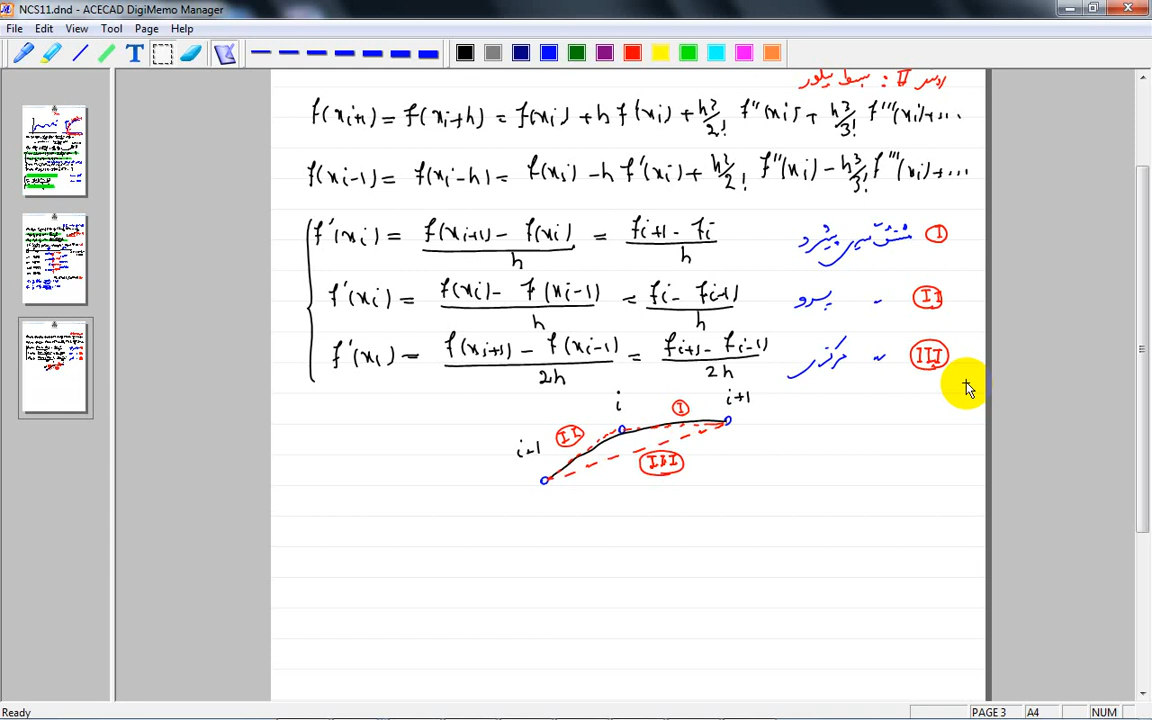 NCS11.dnd - ACECAD DigiMemo Manager
File Edit View Tool Page Help
روش II : بسط تیلور
f(xi+1) = f(xi+h) = f(xi) + h f'(xi) + h²/2! f''(xi) + h³/3! f'''(xi)+...
f(xi-1) = f(xi-h) = f(xi) - h f'(xi) + h²/2! f''(xi) - h³/3! f'''(xi)+...
f'(xi) = f(xi+1) - f(xi) / h = fi+1 - fi / h مشتق پیشرو I
f'(xi) = f(xi) - f(xi-1) / h = fi - fi-1 / h پسرو " II
f'(xi) = f(xi+1) - f(xi-1) / 2h = fi+1 - fi-1 / 2h مرکزی " III
i i+1
I
i-1 II
III
Ready PAGE 3 A4 NUM